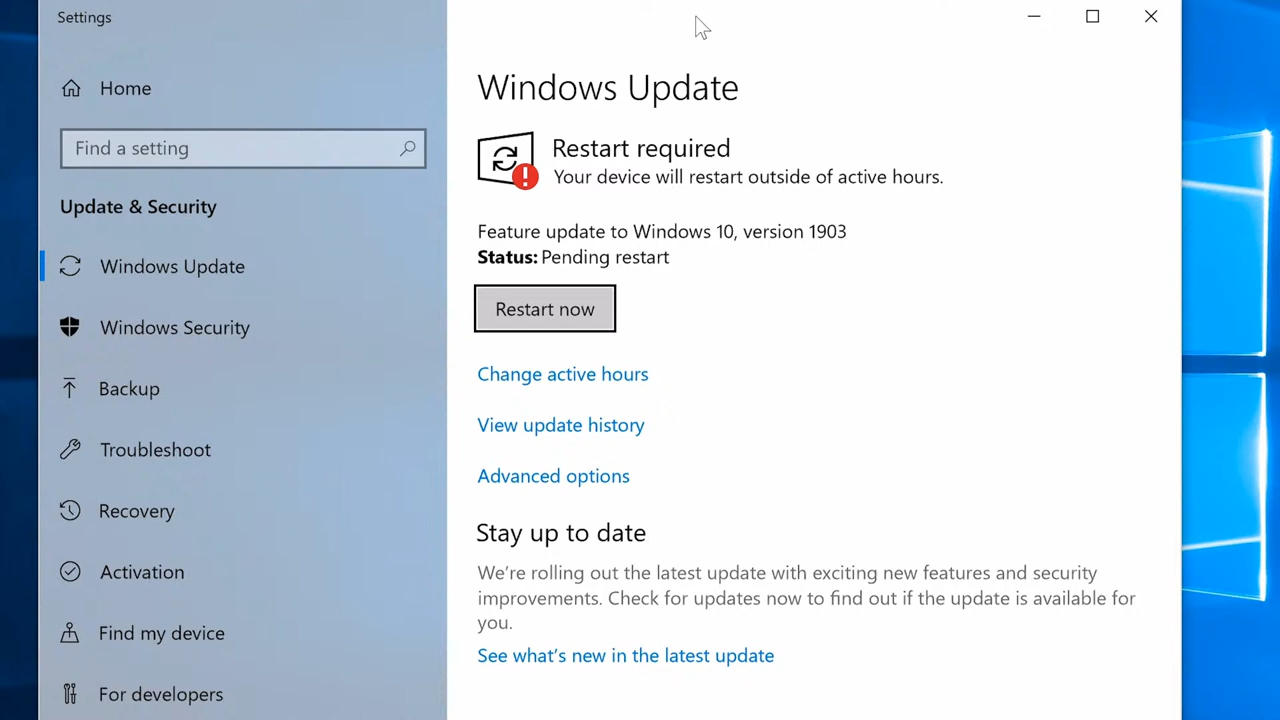 Settings
Home
Find a setting
Update & Security
Windows Update
Windows Security
Backup
Troubleshoot
Recovery
Activation
Find my device
For developers
Windows Update
Restart required
Your device will restart outside of active hours.
Feature update to Windows 10, version 1903
Status: Pending restart
Restart now
Change active hours
View update history
Advanced options
Stay up to date
We’re rolling out the latest update with exciting new features and security
improvements. Check for updates now to find out if the update is available for
you.
See what’s new in the latest update